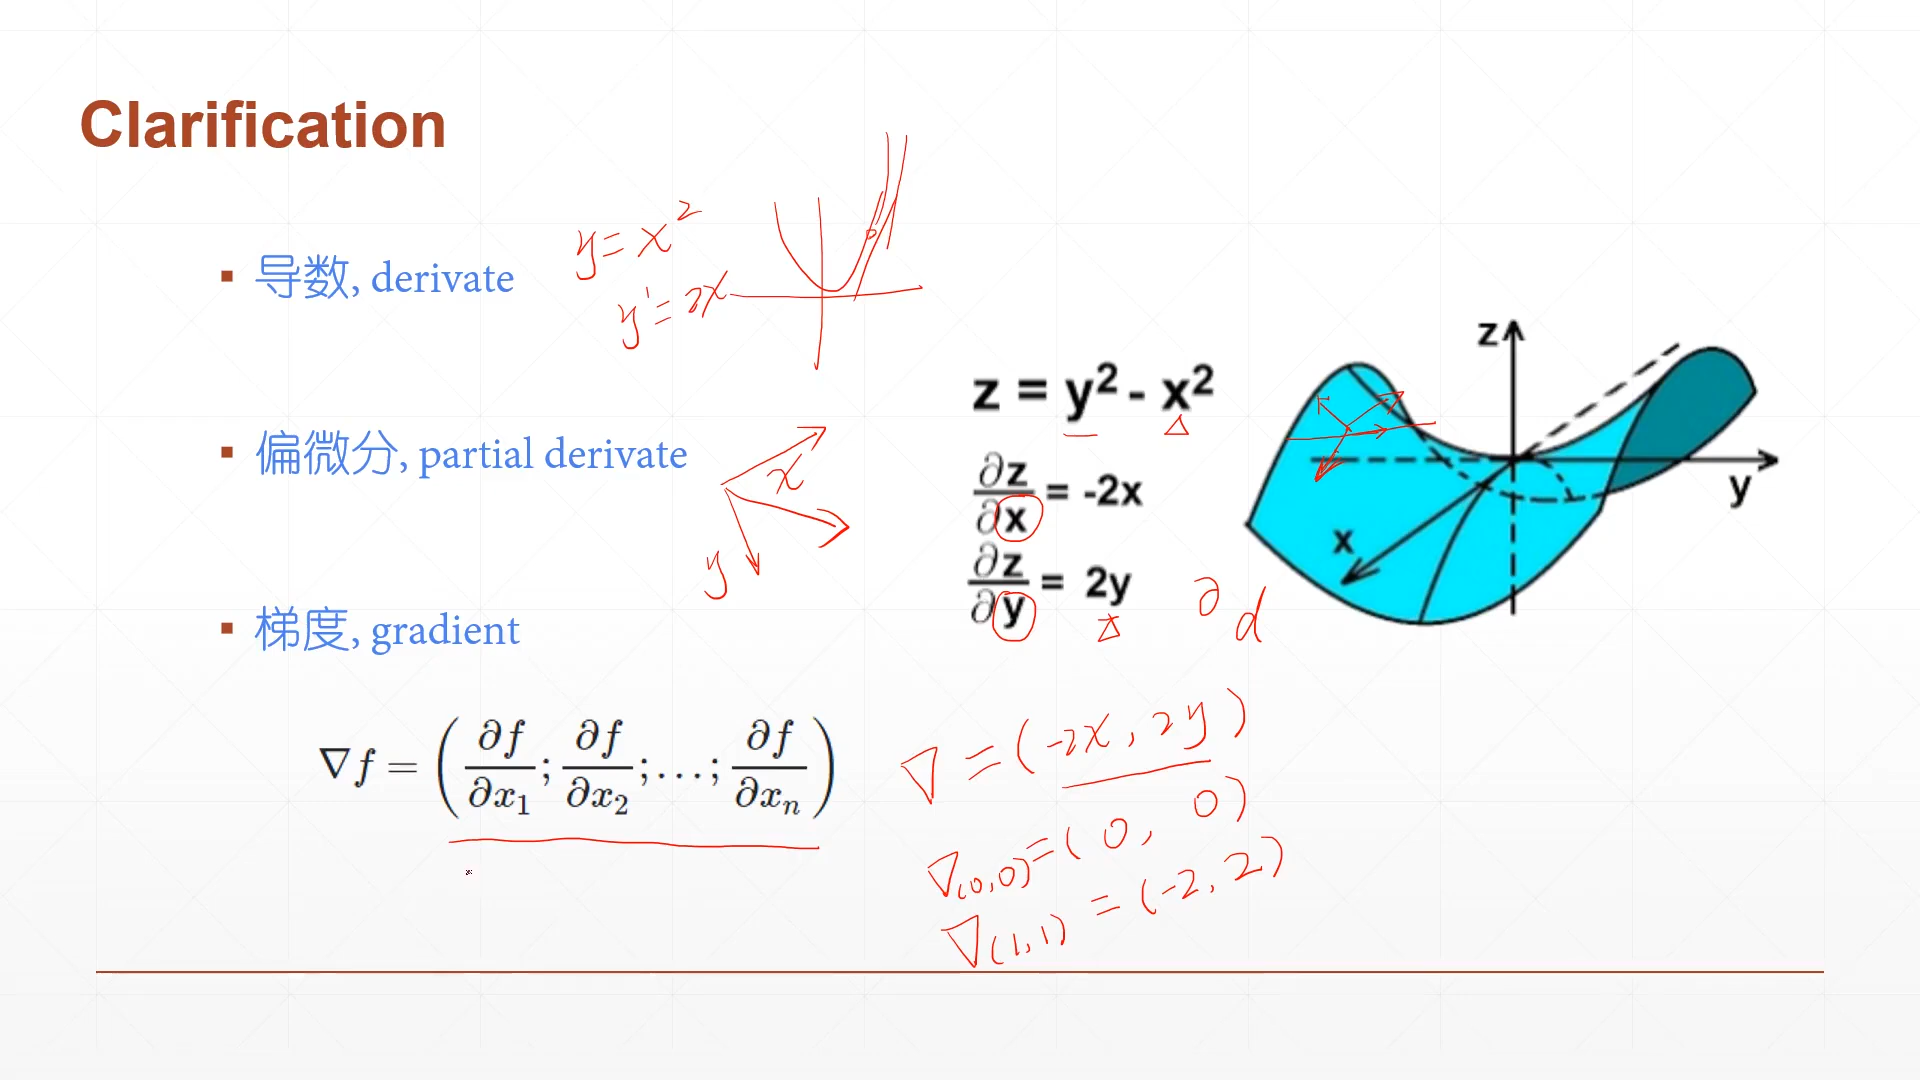 Clarification
▪ 导数, derivate
y = x²
y' = 2x
▪ 偏微分, partial derivate
x
y
▪ 梯度, gradient
∇f = (∂f/∂x₁; ∂f/∂x₂; ...; ∂f/∂xₙ)
z = y² - x²
∂z/∂x = -2x
∂z/∂y = 2y
∂ d
z
y
x
∇ = (-2x, 2y)
∇(0,0) = (0, 0)
∇(1,1) = (-2, 2)